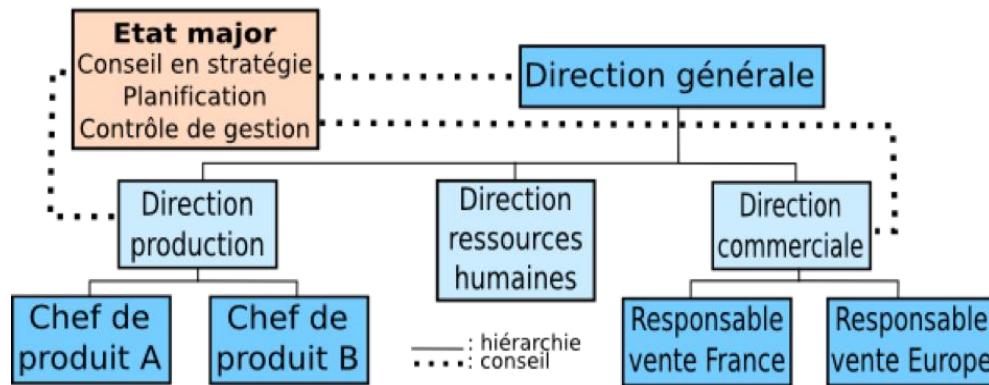 Etat major
Conseil en stratégie
Planification
Contrôle de gestion
Direction générale
Direction
production
Direction
ressources
humaines
Direction
commerciale
Chef de
produit A
Chef de
produit B
: hiérarchie
: conseil
Responsable
vente France
Responsable
vente Europe